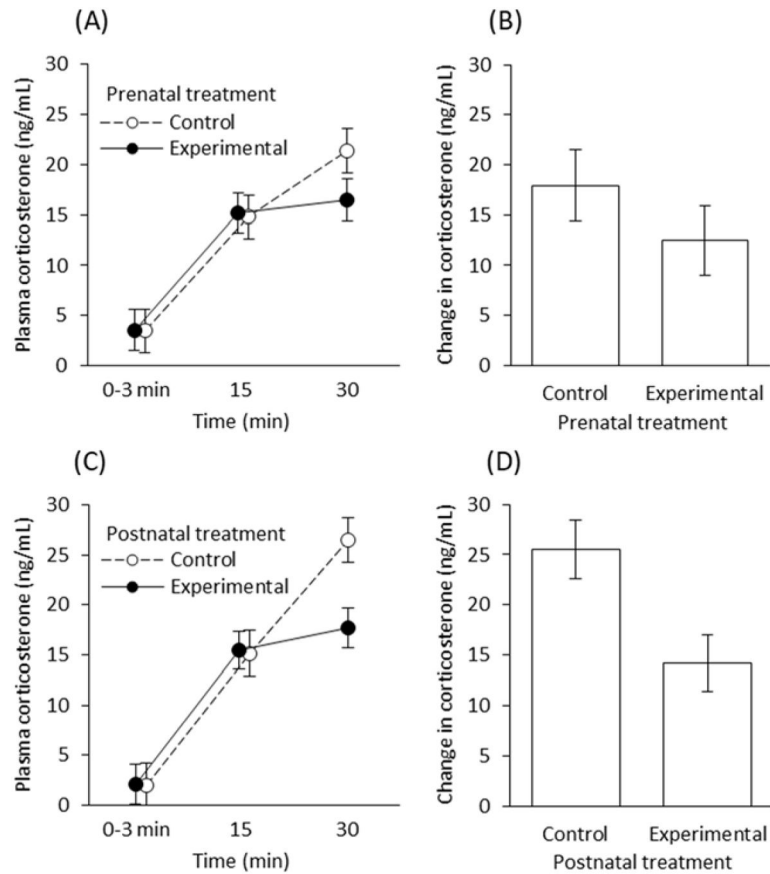 (A)
Plasma corticosterone (ng/mL)
30
25
20
15
10
5
0
Prenatal treatment
Control
Experimental
0-3 min 15 30
Time (min)
(B)
Change in corticosterone (ng/mL)
30
25
20
15
10
5
0
Control Experimental
Prenatal treatment
(C)
Plasma corticosterone (ng/mL)
30
25
20
15
10
5
0
Postnatal treatment
Control
Experimental
0-3 min 15 30
Time (min)
(D)
Change in corticosterone (ng/mL)
30
25
20
15
10
5
0
Control Experimental
Postnatal treatment